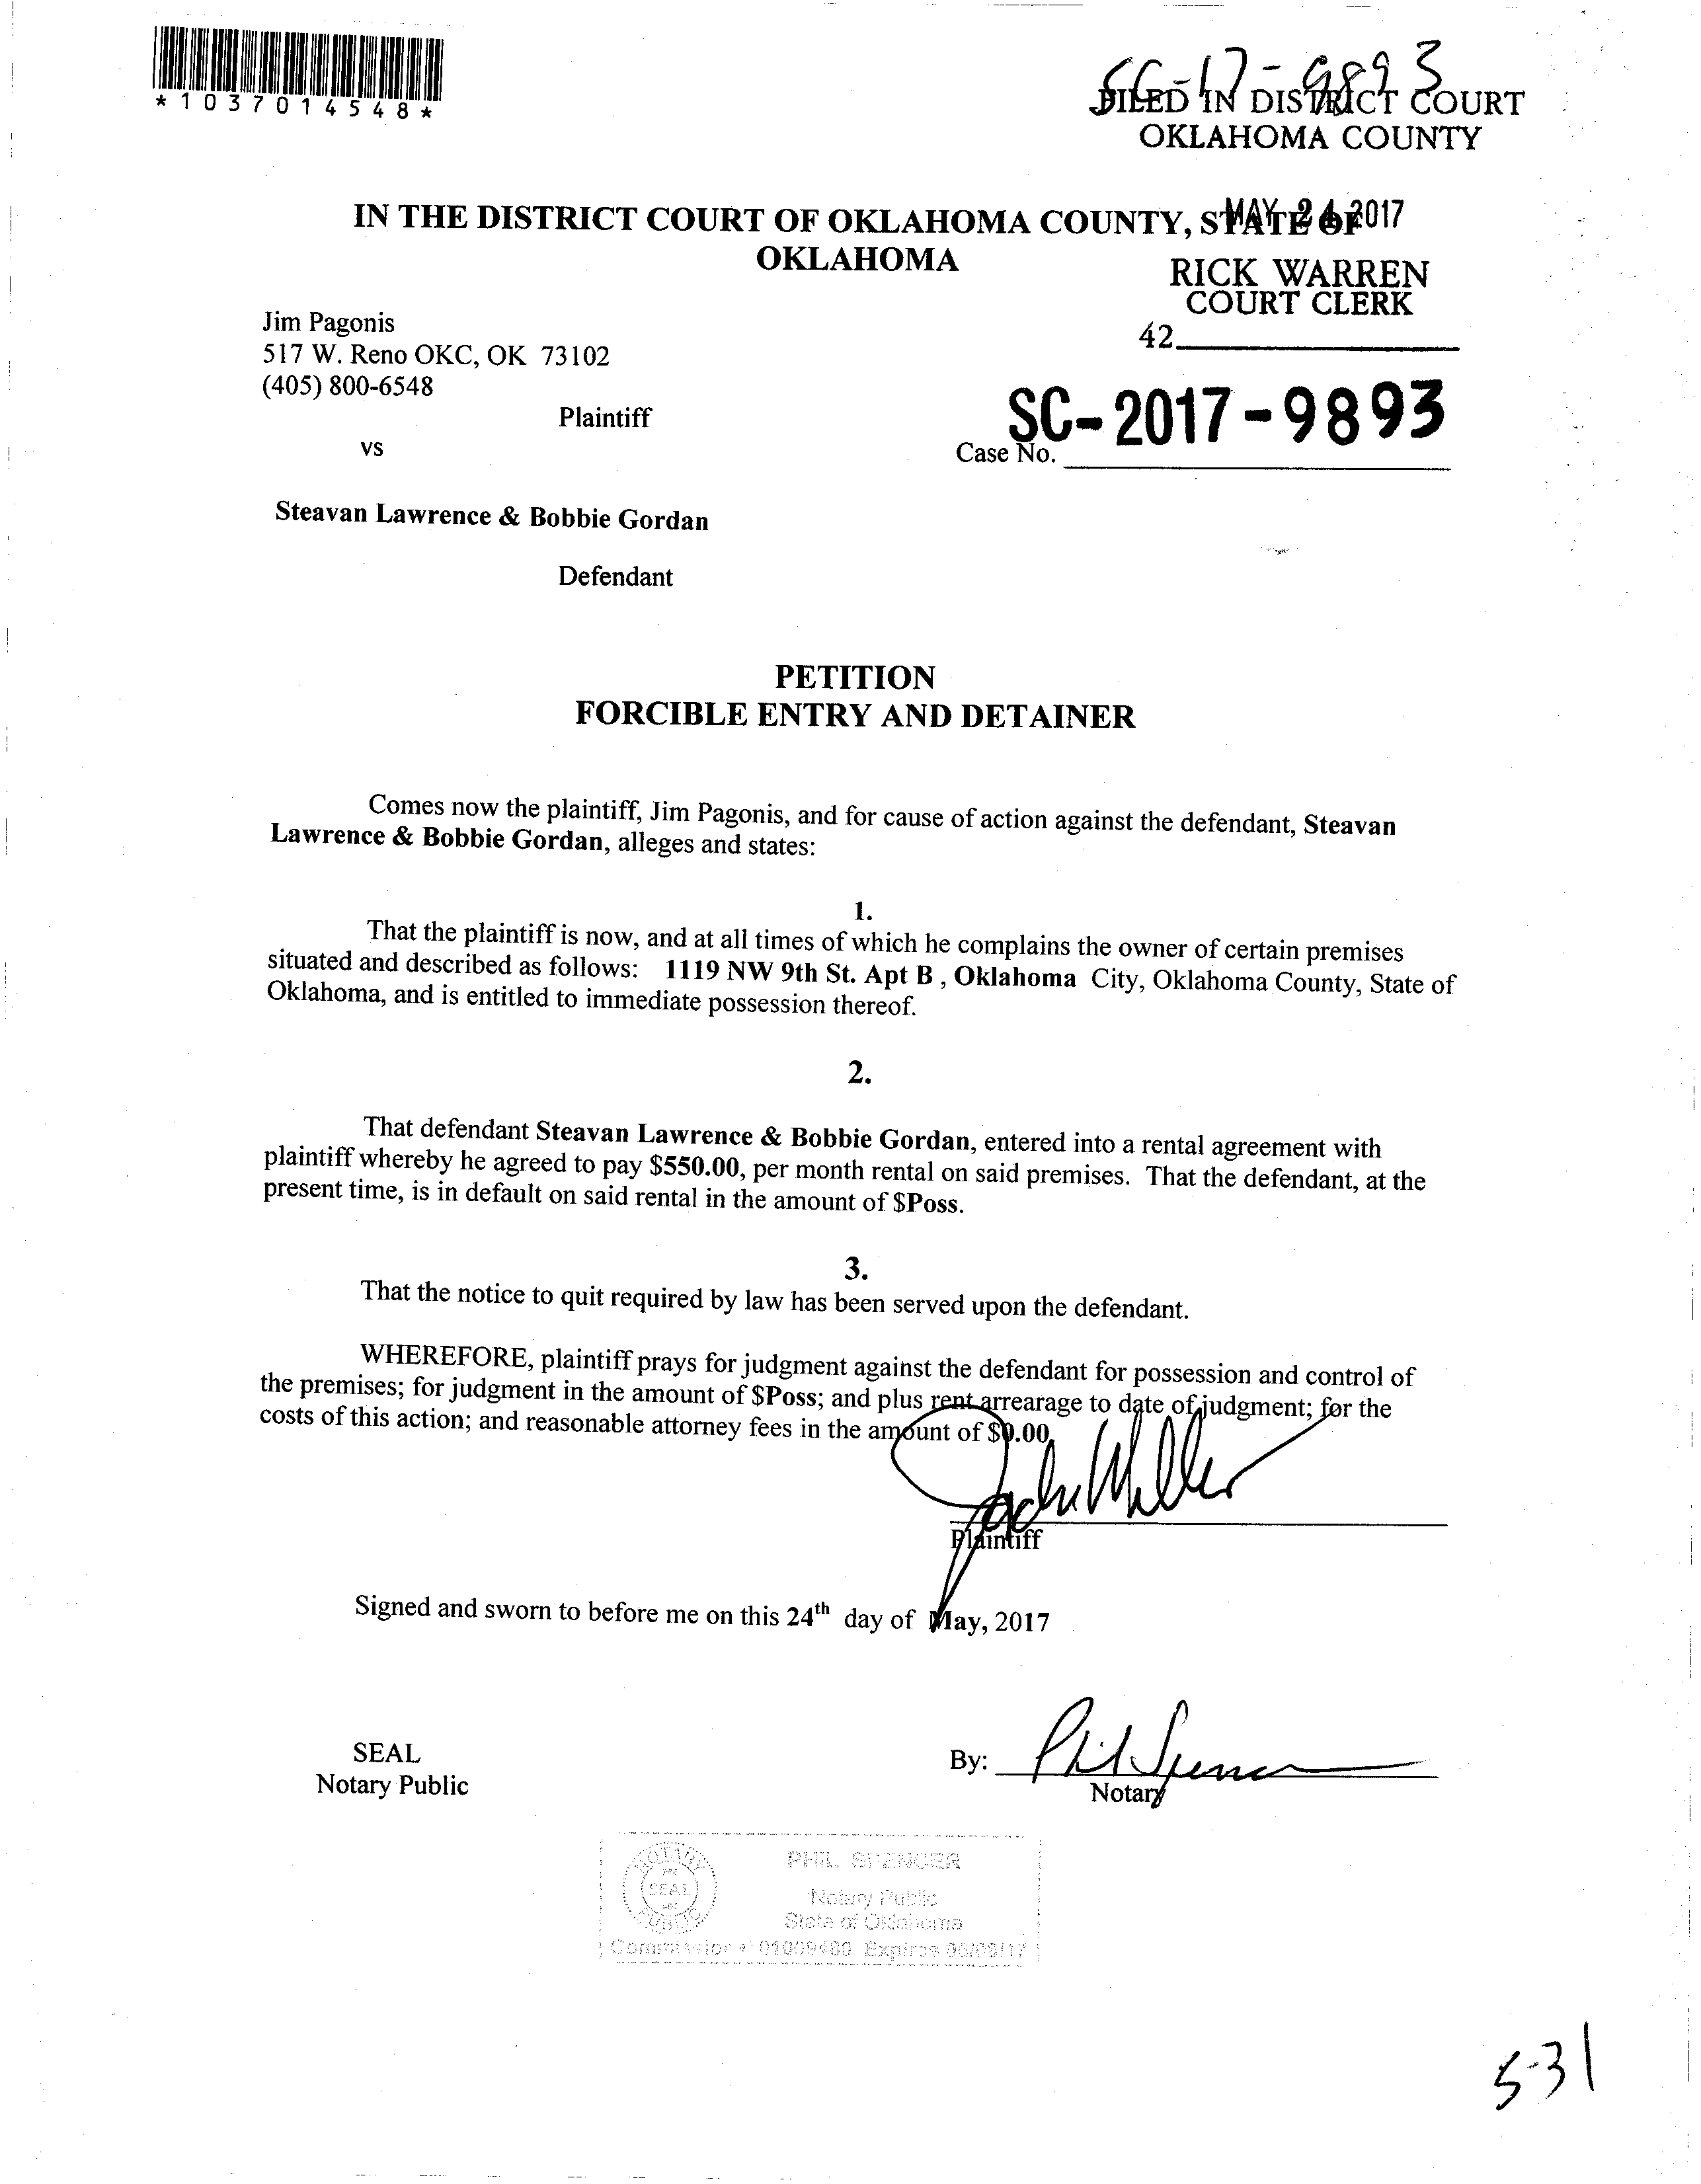 *1037014548*
SC-17-9893
FILED IN DISTRICT COURT
OKLAHOMA COUNTY
IN THE DISTRICT COURT OF OKLAHOMA COUNTY, STATE OF
MAY 24 2017
OKLAHOMA
RICK WARREN
COURT CLERK
42
Jim Pagonis
517 W. Reno OKC, OK 73102
(405) 800-6548
Plaintiff
vs
SC-2017-9893
Case No.
Steavan Lawrence & Bobbie Gordan
Defendant
PETITION
FORCIBLE ENTRY AND DETAINER
Comes now the plaintiff, Jim Pagonis, and for cause of action against the defendant, Steavan
Lawrence & Bobbie Gordan, alleges and states:
1.
That the plaintiff is now, and at all times of which he complains the owner of certain premises
situated and described as follows: 1119 NW 9th St. Apt B , Oklahoma City, Oklahoma County, State of
Oklahoma, and is entitled to immediate possession thereof.
2.
That defendant Steavan Lawrence & Bobbie Gordan, entered into a rental agreement with
plaintiff whereby he agreed to pay $550.00, per month rental on said premises. That the defendant, at the
present time, is in default on said rental in the amount of $Poss.
3.
That the notice to quit required by law has been served upon the defendant.
WHEREFORE, plaintiff prays for judgment against the defendant for possession and control of
the premises; for judgment in the amount of $Poss; and plus rent arrearage to date of judgment; for the
costs of this action; and reasonable attorney fees in the amount of $0.00.
Plaintiff
Signed and sworn to before me on this 24th day of May, 2017
SEAL
Notary Public
By: Phil Spencer
Notary
NOTARY
SEAL
PUBLIC
PHIL SPENCER
Notary Public
State of Oklahoma
Commission # Expires
5-31